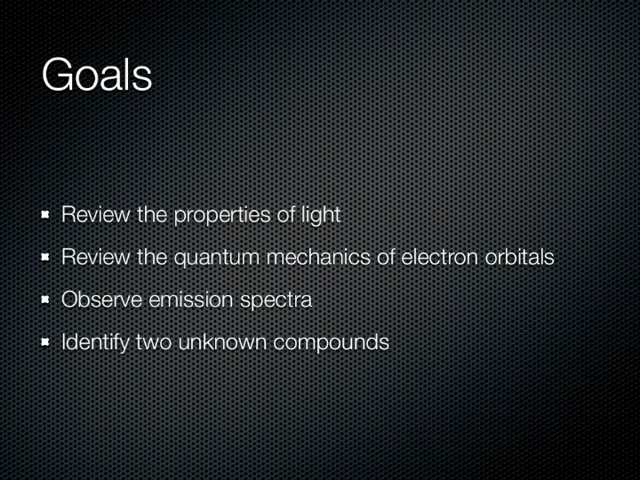 Goals
Review the properties of light
Review the quantum mechanics of electron orbitals
Observe emission spectra
Identify two unknown compounds